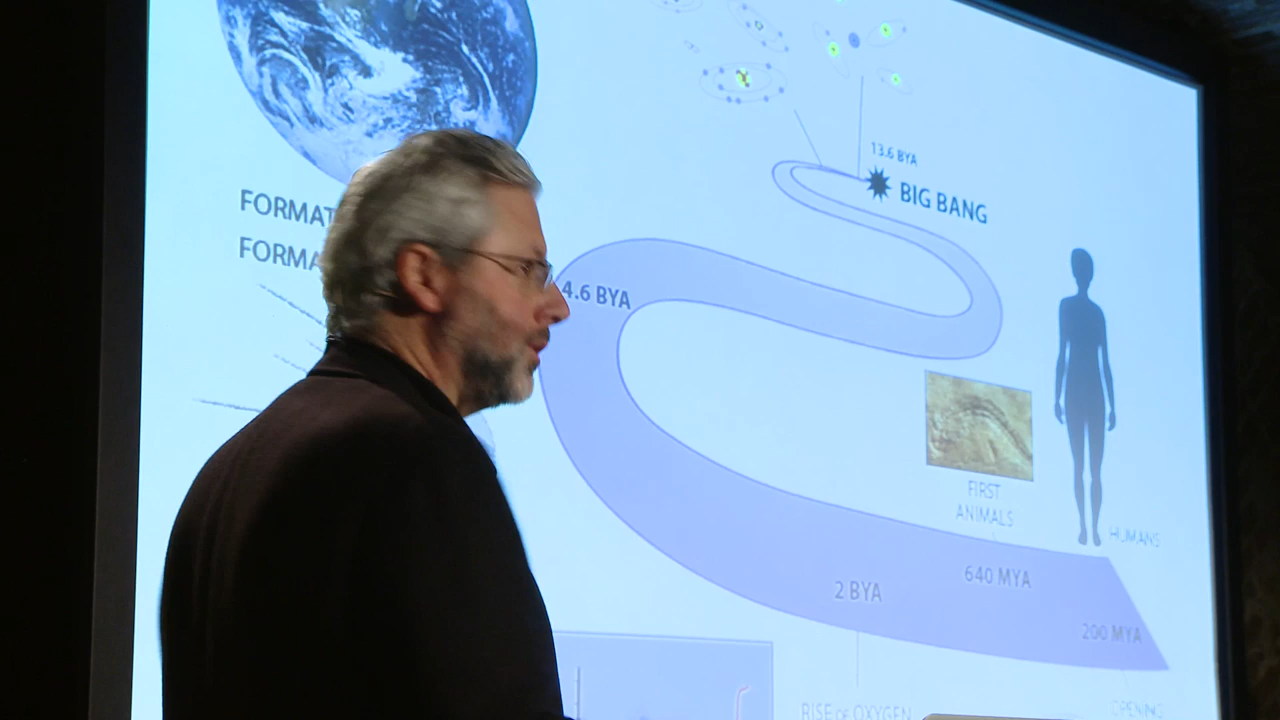 13.6 BYA
BIG BANG
FORMAT
FORMA
4.6 BYA
FIRST
ANIMALS
HUMANS
640 MYA
2 BYA
200 MYA
RISE OF OXYGEN
OPENING